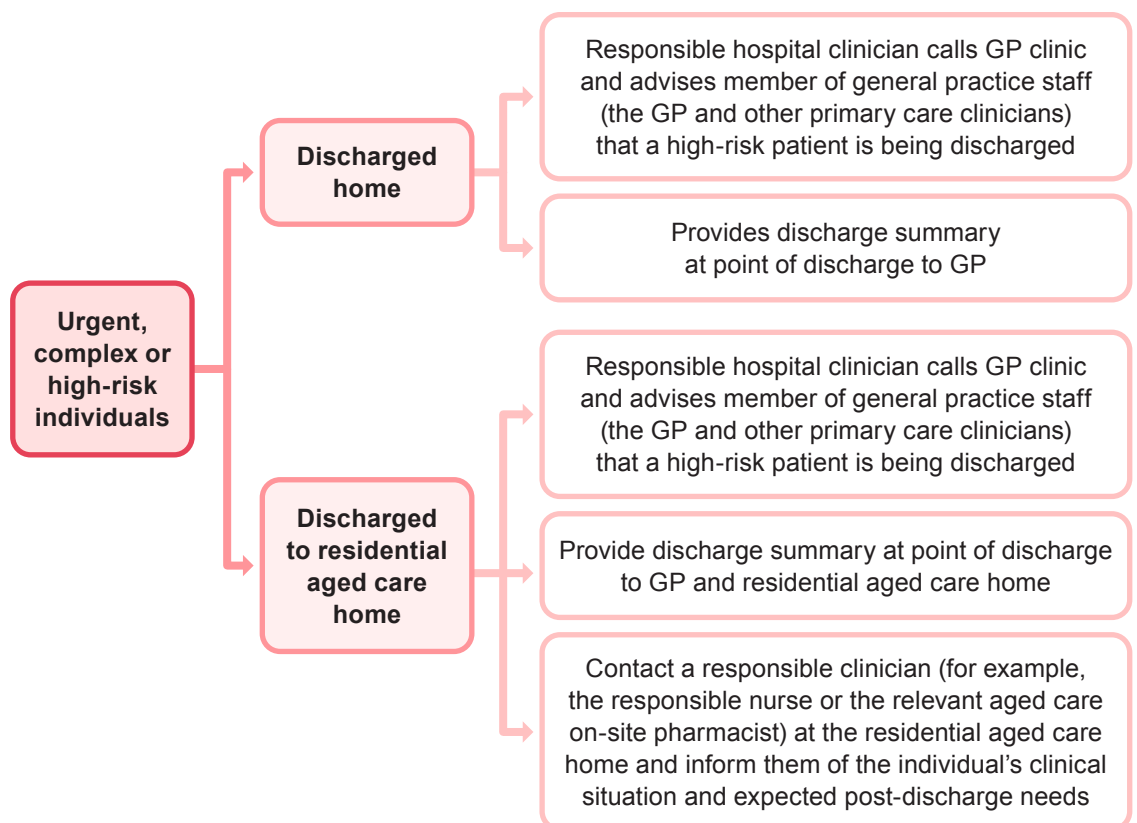 Urgent,
complex or
high-risk
individuals
Discharged
home
Responsible hospital clinician calls GP clinic
and advises member of general practice staff
(the GP and other primary care clinicians)
that a high-risk patient is being discharged
Provides discharge summary
at point of discharge to GP
Discharged
to residential
aged care
home
Responsible hospital clinician calls GP clinic
and advises member of general practice staff
(the GP and other primary care clinicians)
that a high-risk patient is being discharged
Provide discharge summary at point of discharge
to GP and residential aged care home
Contact a responsible clinician (for example,
the responsible nurse or the relevant aged care
on-site pharmacist) at the residential aged care
home and inform them of the individual’s clinical
situation and expected post-discharge needs